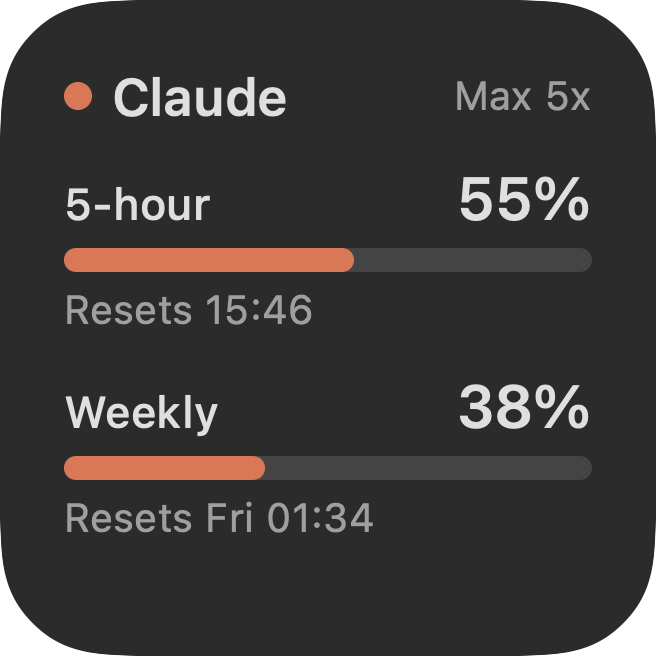 Claude
Max 5x
5-hour
55%
Resets 15:46
Weekly
38%
Resets Fri 01:34